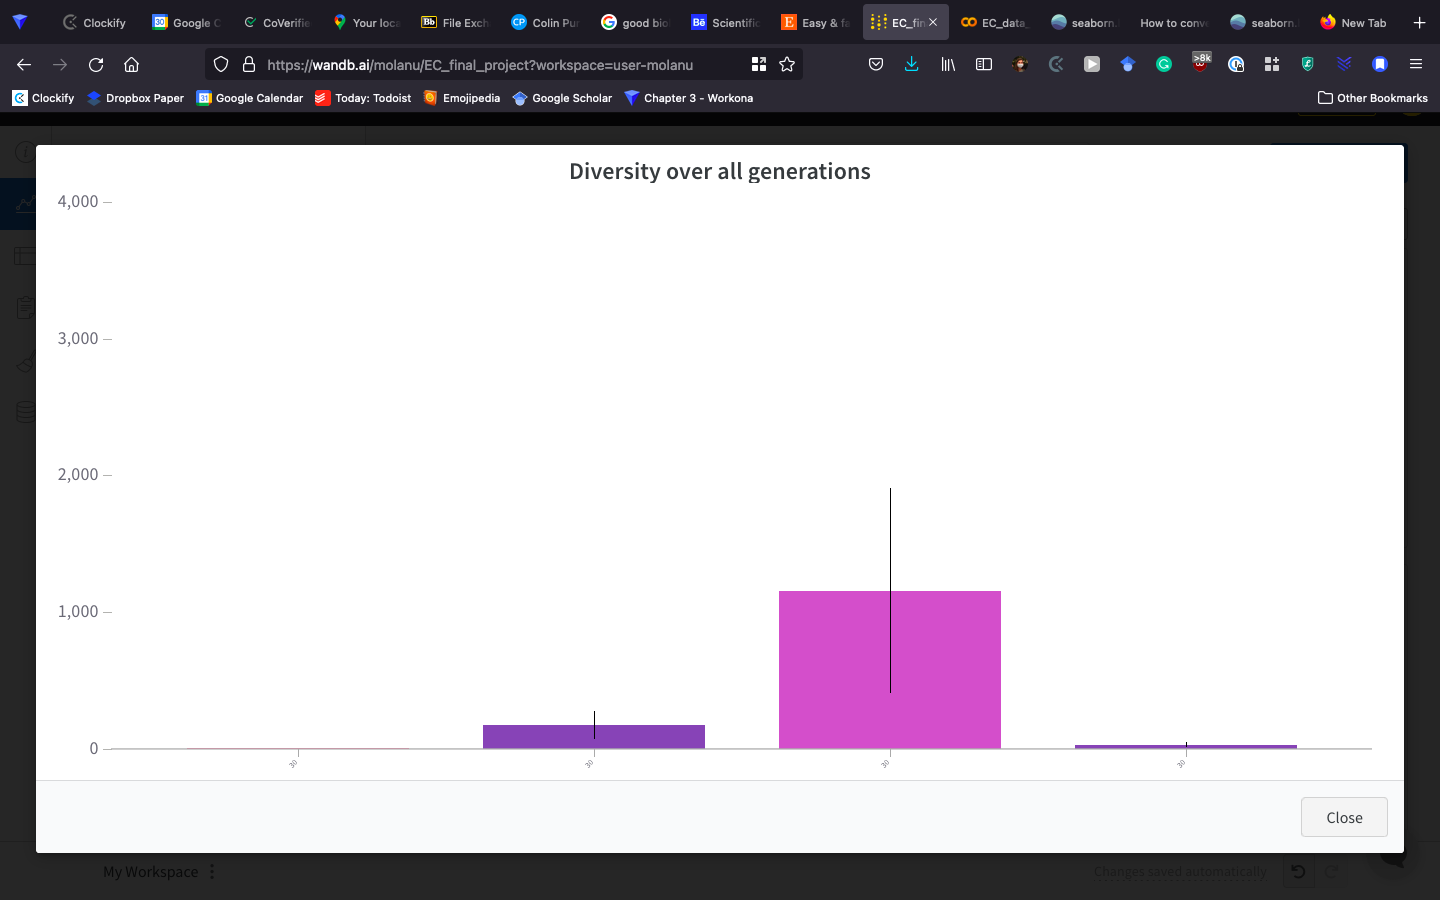 Clockify
Google C
CoVerifie
Your loca
File Exch
Colin Pur
good bio
Scientific
Easy & fa
EC_fin
EC_data_
seaborn.
How to conve
seaborn.
New Tab
https://wandb.ai/molanu/EC_final_project?workspace=user-molanu
>8k
Clockify
Dropbox Paper
Google Calendar
Today: Todoist
Emojipedia
Google Scholar
Chapter 3 - Workona
Other Bookmarks
Diversity over all generations
4,000
3,000
2,000
1,000
0
30
30
30
30
Close
My Workspace
Changes saved automatically